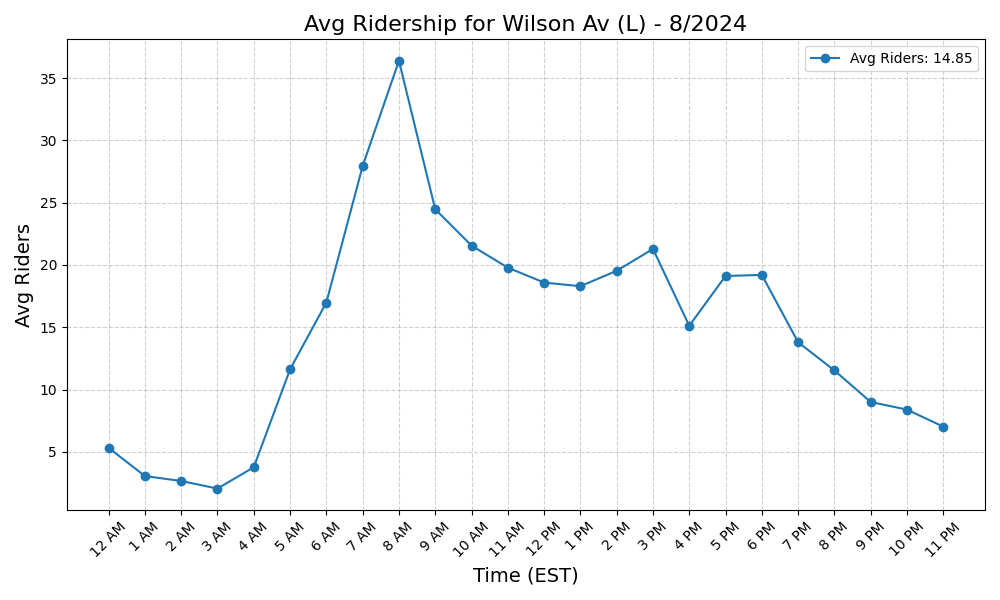 Avg Ridership for Wilson Av (L) - 8/2024
Avg Riders: 14.85
Avg Riders
35
30
25
20
15
10
5
12 AM
1 AM
2 AM
3 AM
4 AM
5 AM
6 AM
7 AM
8 AM
9 AM
10 AM
11 AM
12 PM
1 PM
2 PM
3 PM
4 PM
5 PM
6 PM
7 PM
8 PM
9 PM
10 PM
11 PM
Time (EST)